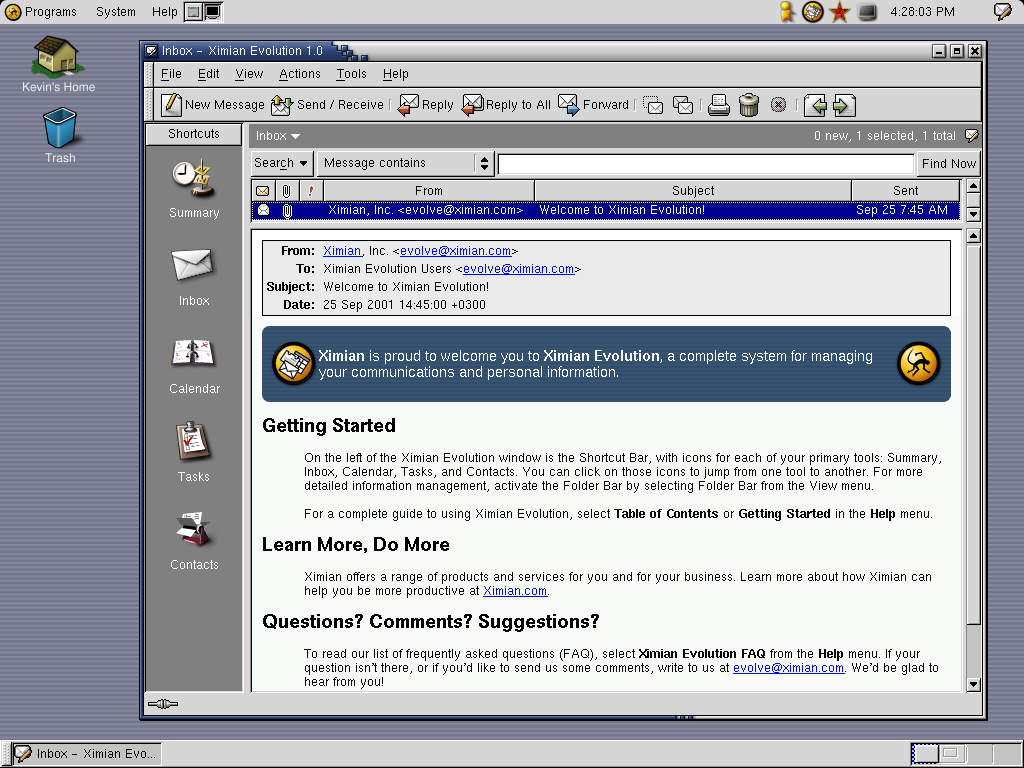 Programs System Help 4:28:03 PM
Kevin's Home
Trash
Inbox - Ximian Evolution 1.0
File Edit View Actions Tools Help
New Message Send / Receive Reply Reply to All Forward
Shortcuts
Summary
Inbox
Calendar
Tasks
Contacts
Inbox 0 new, 1 selected, 1 total
Search Message contains Find Now
! From Subject Sent
Ximian, Inc. <evolve@ximian.com> Welcome to Ximian Evolution! Sep 25 7:45 AM
From: Ximian, Inc. <evolve@ximian.com>
To: Ximian Evolution Users <evolve@ximian.com>
Subject: Welcome to Ximian Evolution!
Date: 25 Sep 2001 14:45:00 +0300
Ximian is proud to welcome you to Ximian Evolution, a complete system for managing
your communications and personal information.
Getting Started
On the left of the Ximian Evolution window is the Shortcut Bar, with icons for each of your primary tools: Summary,
Inbox, Calendar, Tasks, and Contacts. You can click on those icons to jump from one tool to another. For more
detailed information management, activate the Folder Bar by selecting Folder Bar from the View menu.
For a complete guide to using Ximian Evolution, select Table of Contents or Getting Started in the Help menu.
Learn More, Do More
Ximian offers a range of products and services for you and for your business. Learn more about how Ximian can
help you be more productive at Ximian.com.
Questions? Comments? Suggestions?
To read our list of frequently asked questions (FAQ), select Ximian Evolution FAQ from the Help menu. If your
question isn't there, or if you'd like to send us some comments, write to us at evolve@ximian.com. We'd be glad to
hear from you!
Inbox - Ximian Evo...